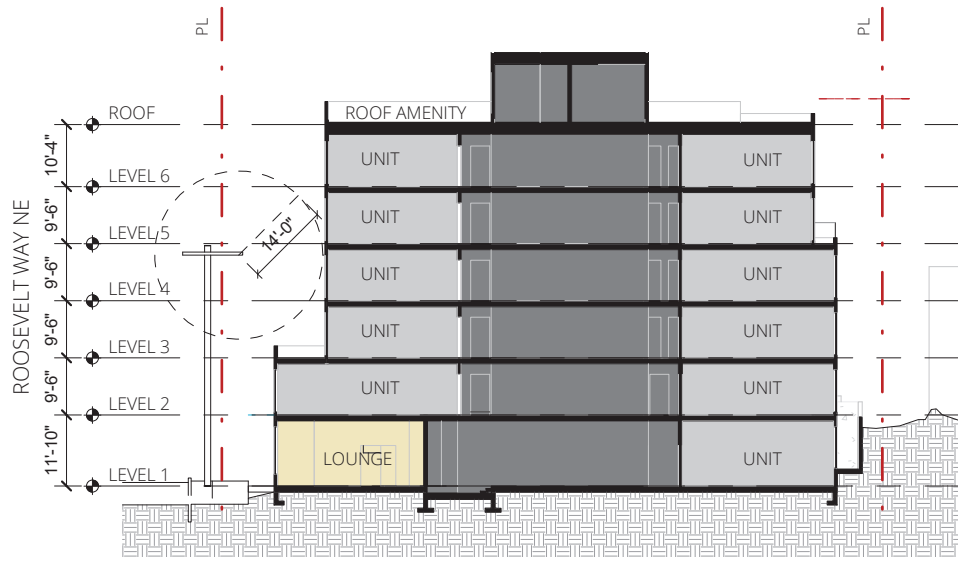 PL
PL
ROOF
ROOF AMENITY
10'-4"
UNIT
UNIT
LEVEL 6
9'-6"
UNIT
UNIT
14'-0"
LEVEL 5
9'-6"
UNIT
UNIT
LEVEL 4
9'-6"
UNIT
UNIT
LEVEL 3
9'-6"
UNIT
UNIT
LEVEL 2
11'-10"
LOUNGE
UNIT
LEVEL 1
ROOSEVELT WAY NE